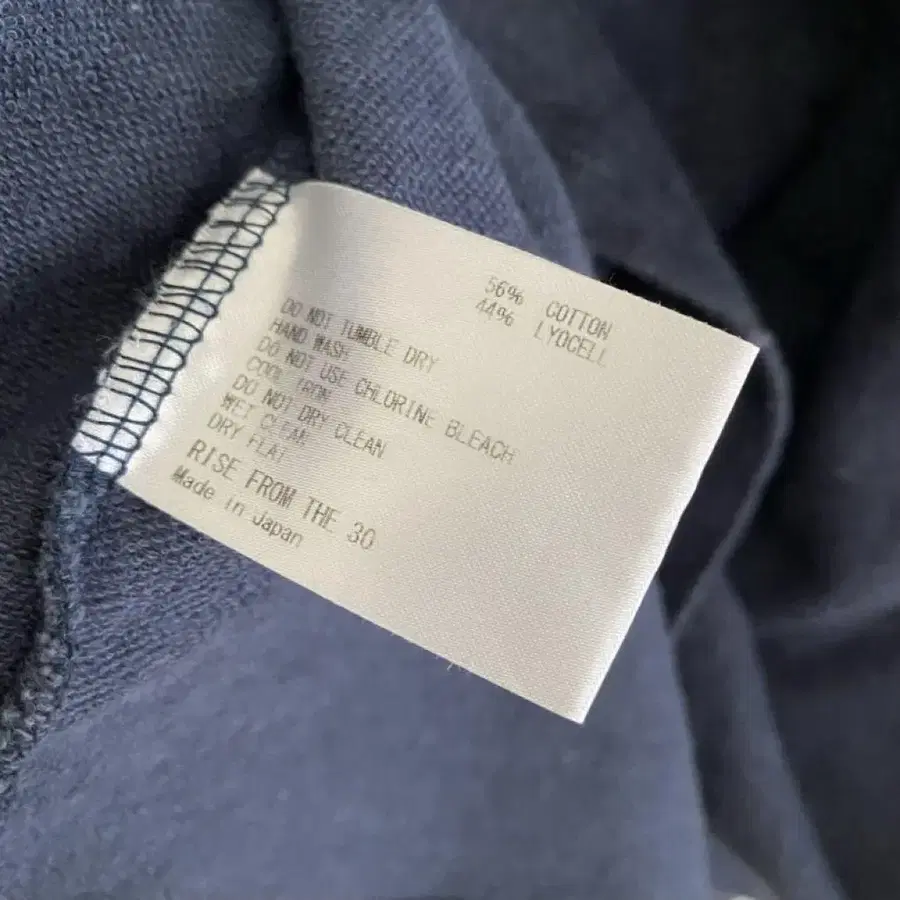 56% COTTON
44% LYOCELL
DO NOT TUMBLE DRY
HAND WASH
DO NOT USE CHLORINE BLEACH
COOL IRON
DO NOT DRY CLEAN
WET CLEAN
DRY FLAT
RISE FROM THE 30
Made in Japan